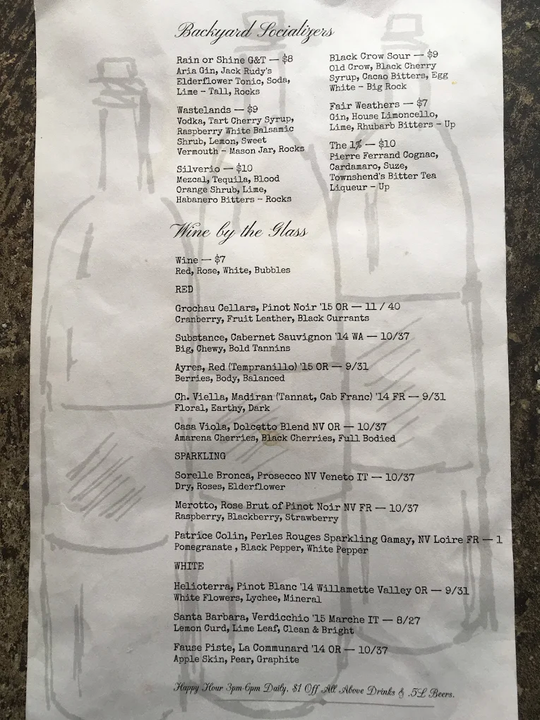 Backyard Socializers
Rain or Shine G&T — $8
Aria Gin, Jack Rudy's
Elderflower Tonic, Soda,
Lime - Tall, Rocks
Wastelands — $9
Vodka, Tart Cherry Syrup,
Raspberry White Balsamic
Shrub, Lemon, Sweet
Vermouth - Mason Jar, Rocks
Silverio — $10
Mezcal, Tequila, Blood
Orange Shrub, Lime,
Habanero Bitters - Rocks
Black Crow Sour — $9
Old Crow, Black Cherry
Syrup, Cacao Bitters, Egg
White - Big Rock
Fair Weathers — $7
Gin, House Limoncello,
Lime, Rhubarb Bitters - Up
The 1% — $10
Pierre Ferrand Cognac,
Cardamaro, Suze,
Townshend's Bitter Tea
Liqueur - Up
Wine by the Glass
Wine — $7
Red, Rose, White, Bubbles
RED
Grochau Cellars, Pinot Noir '15 OR — 11 / 40
Cranberry, Fruit Leather, Black Currants
Substance, Cabernet Sauvignon '14 WA — 10/37
Big, Chewy, Bold Tannins
Ayres, Red (Tempranillo) '15 OR — 9/31
Berries, Body, Balanced
Ch. Viella, Madiran (Tannat, Cab Franc) '14 FR — 9/31
Floral, Earthy, Dark
Casa Viola, Dolcetto Blend NV OR — 10/37
Amarena Cherries, Black Cherries, Full Bodied
SPARKLING
Sorelle Bronca, Prosecco NV Veneto IT — 10/37
Dry, Roses, Elderflower
Merotto, Rose Brut of Pinot Noir NV FR — 10/37
Raspberry, Blackberry, Strawberry
Patrice Colin, Perles Rouges Sparkling Gamay, NV Loire FR — 1
Pomegranate , Black Pepper, White Pepper
WHITE
Helioterra, Pinot Blanc '14 Willamette Valley OR — 9/31
White Flowers, Lychee, Mineral
Santa Barbara, Verdicchio '15 Marche IT — 8/27
Lemon Curd, Lime Leaf, Clean & Bright
Fause Piste, La Communard '14 OR — 10/37
Apple Skin, Pear, Graphite
Happy Hour 3pm-6pm Daily. $1 Off All Above Drinks & .5L Beers.